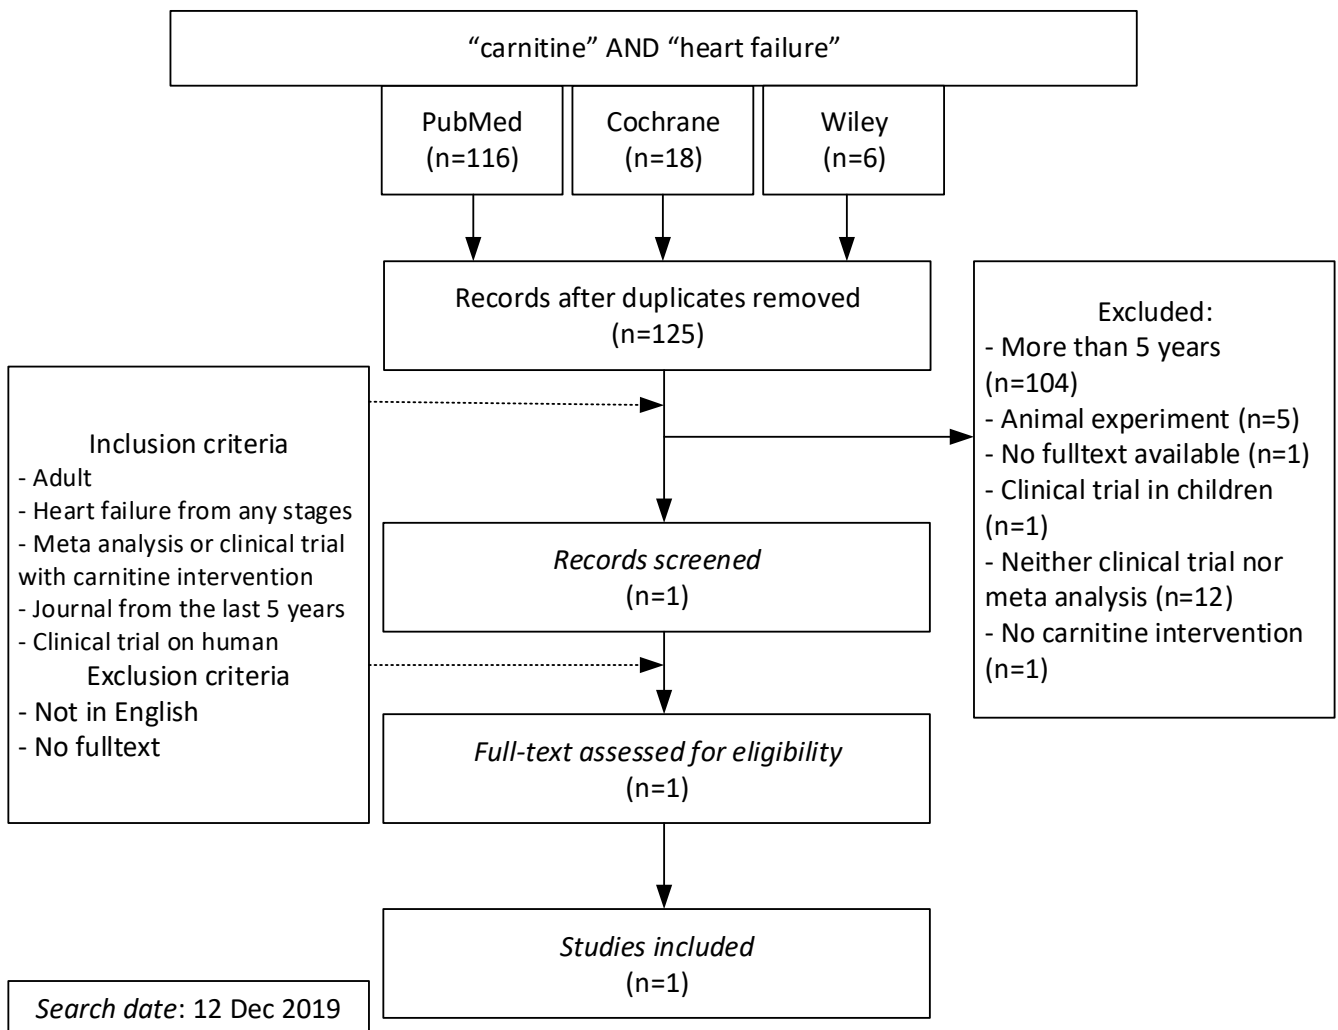 “carnitine” AND “heart failure”
PubMed
(n=116)
Cochrane
(n=18)
Wiley
(n=6)
Records after duplicates removed
(n=125)
Excluded:
- More than 5 years
(n=104)
- Animal experiment (n=5)
- No fulltext available (n=1)
- Clinical trial in children
(n=1)
- Neither clinical trial nor
meta analysis (n=12)
- No carnitine intervention
(n=1)
Inclusion criteria
- Adult
- Heart failure from any stages
- Meta analysis or clinical trial
with carnitine intervention
- Journal from the last 5 years
- Clinical trial on human
Exclusion criteria
- Not in English
- No fulltext
Records screened
(n=1)
Full-text assessed for eligibility
(n=1)
Studies included
(n=1)
Search date: 12 Dec 2019